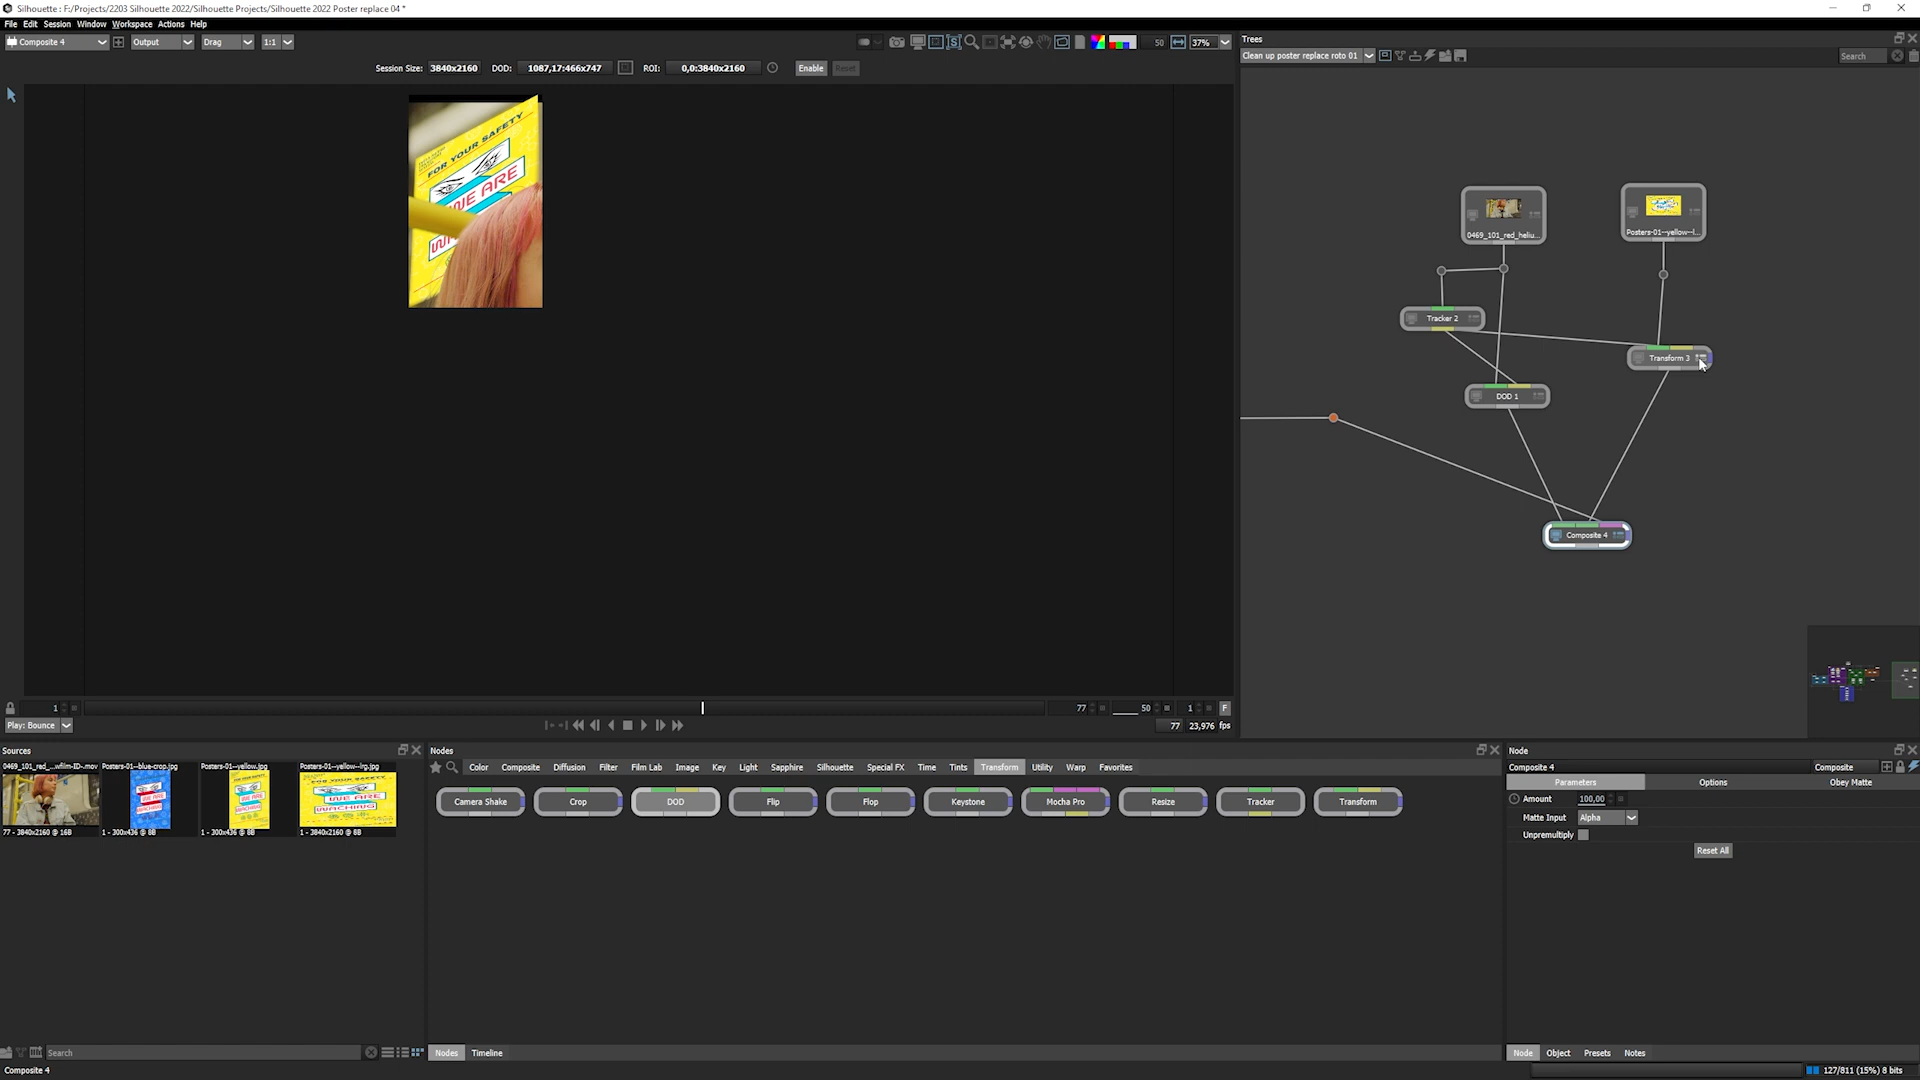 Silhouette : F:/Projects/2203 Silhouette 2022/Silhouette Projects/Silhouette 2022 Poster replace 04 *
File Edit Session Window Workspace Actions Help
Composite 4 Output Drag 1:1 50 37%
Session Size: 3840x2160 DOD: 1087,17:466x747 ROI: 0,0:3840x2160 Enable Reset
FOR YOUR SAFETY
WE ARE
1 77 50 1 F
Play: Bounce 77 23,976 fps
Trees
Clean up poster replace roto 01 Search
0469_101_red_heliu...
Posters-01--yellow--l...
Tracker 2
Transform 3
DOD 1
Composite 4
Sources
0469_101_red_...wfilm-ID-.mov Posters-01--blue-crop.jpg Posters-01--yellow.jpg Posters-01--yellow--lrg.jpg
77 - 3840x2160 @ 16B 1 - 300x436 @ 8B 1 - 300x436 @ 8B 1 - 3840x2160 @ 8B
Search
Composite 4
Nodes
Color Composite Diffusion Filter Film Lab Image Key Light Sapphire Silhouette Special FX Time Tints Transform Utility Warp Favorites
Camera Shake Crop DOD Flip Flop Keystone Mocha Pro Resize Tracker Transform
Nodes Timeline
Node
Composite 4 Composite
Parameters Options Obey Matte
Amount 100,00
Matte Input Alpha
Unpremultiply
Reset All
Node Object Presets Notes
127/811 (15%) 8 bits